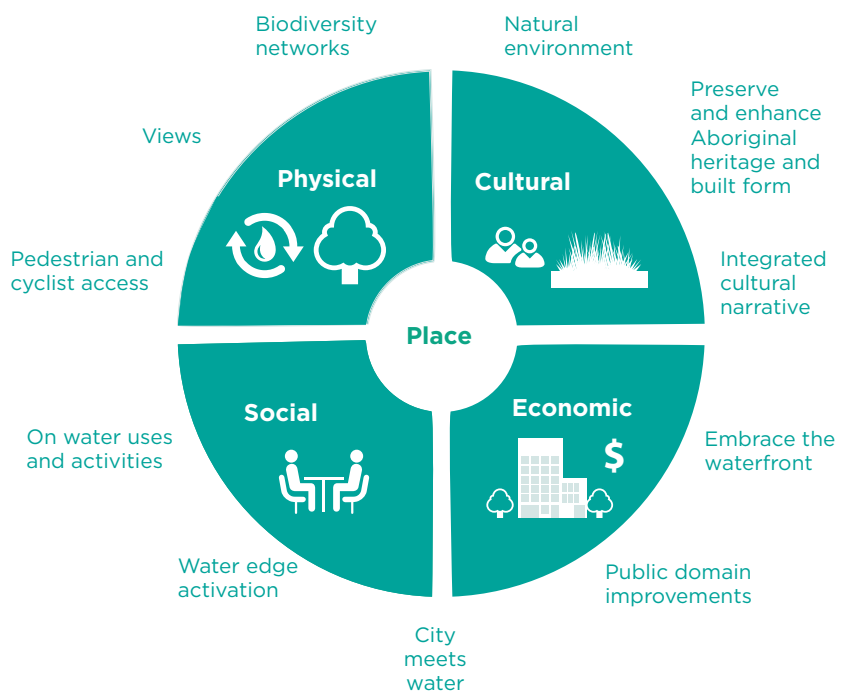 Biodiversity
networks
Natural
environment
Preserve
and enhance
Aboriginal
heritage and
built form
Views
Physical
Cultural
Pedestrian and
cyclist access
Integrated
cultural
narrative
Place
Social
Economic
$
On water uses
and activities
Embrace the
waterfront
Water edge
activation
Public domain
improvements
City
meets
water